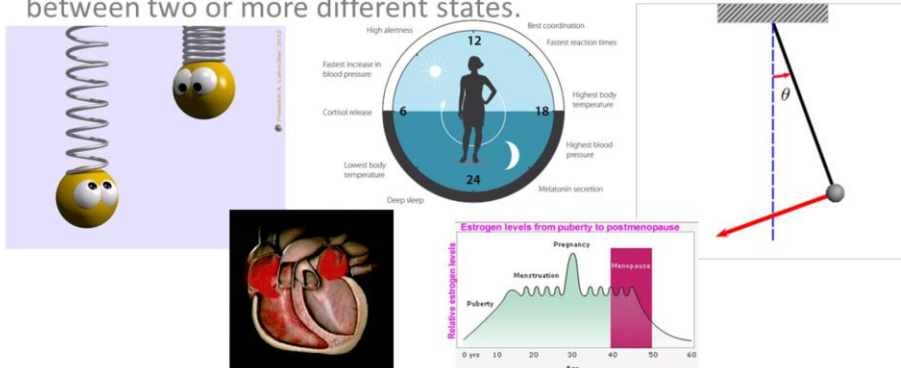 between two or more different states.
High alertness
12
Best coordination
Fastest reaction times
Fastest increase in
blood pressure
Cortisol release
6
18
Highest body
temperature
Lowest body
temperature
Highest blood
pressure
24
Deep sleep
Melatonin secretion
θ
Estrogen levels from puberty to postmenopause
Relative estrogen levels
Pregnancy
Menstruation
Menopause
Puberty
0 yrs 10 20 30 40 50 60